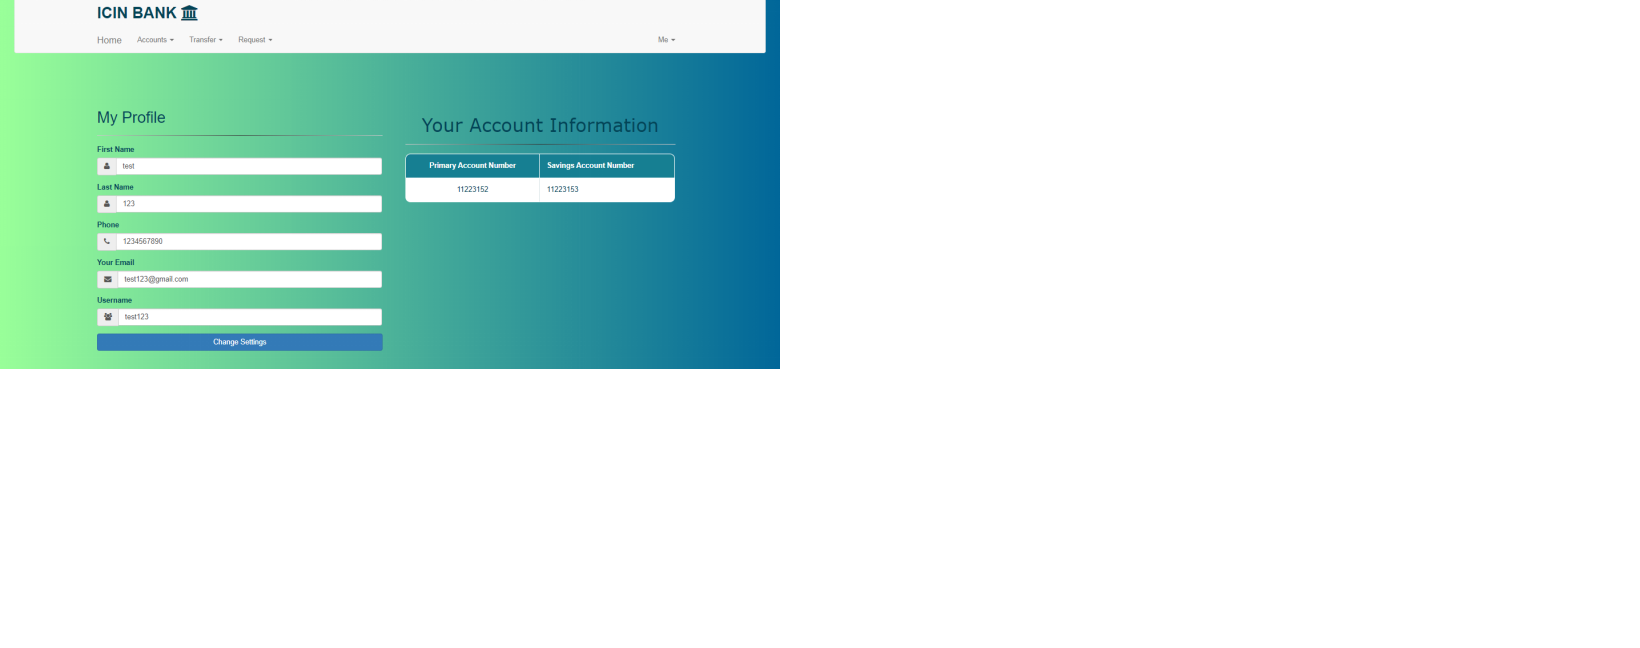 ICIN BANK
Home Accounts Transfer Request Me
My Profile
First Name
test
Last Name
123
Phone
1234567890
Your Email
test123@gmail.com
Username
test123
Change Settings
Your Account Information
Primary Account Number Savings Account Number
11223152 11223153